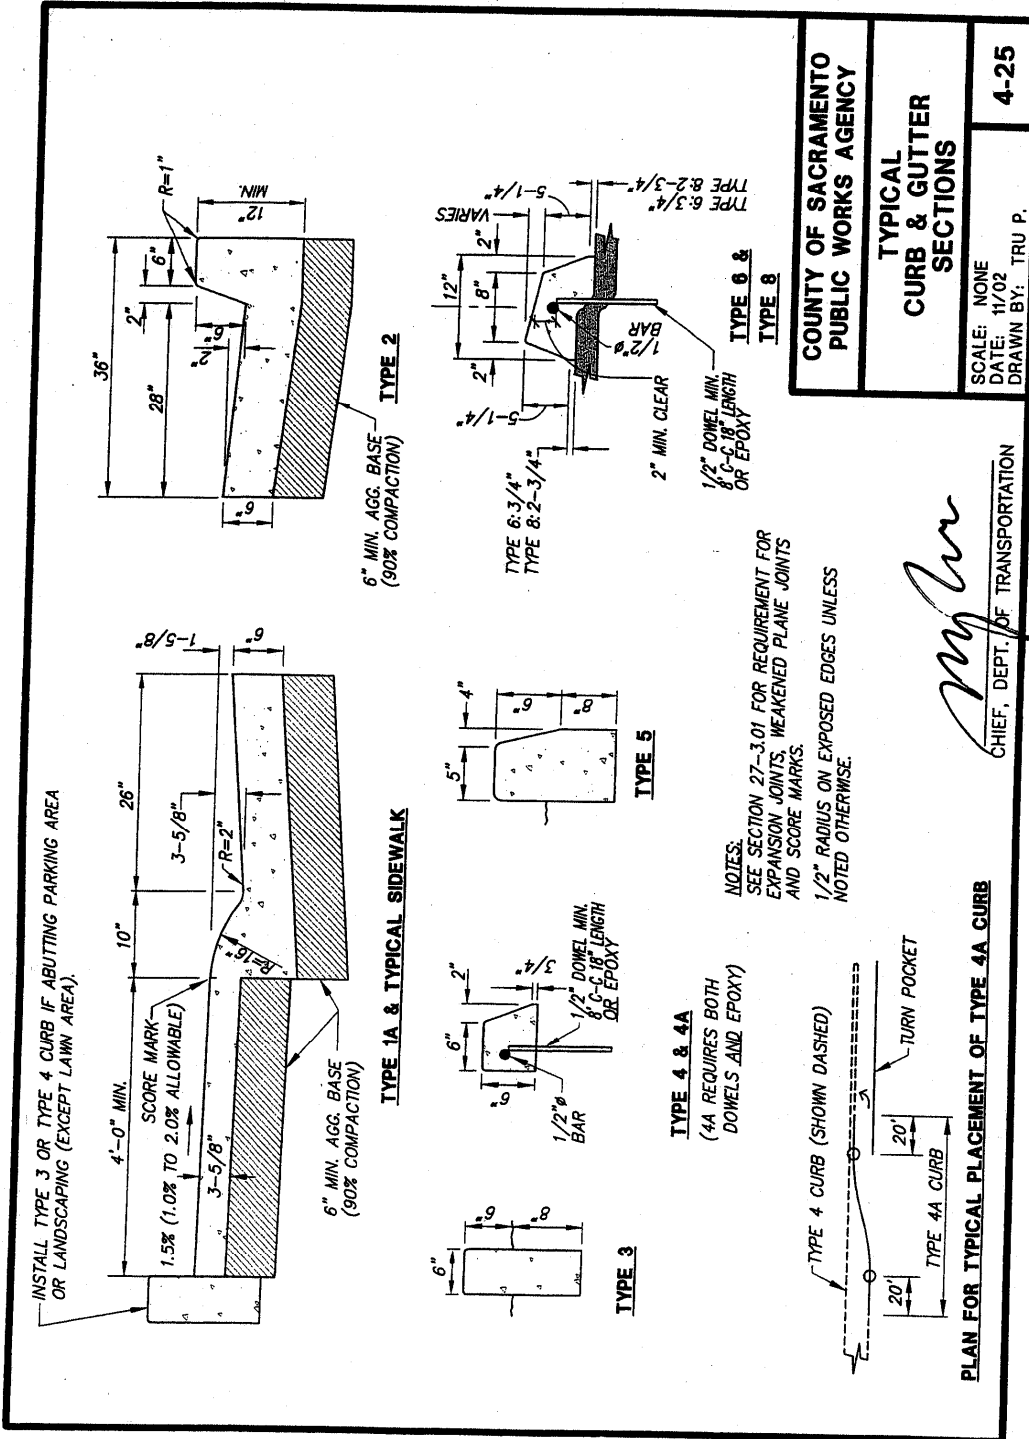 INSTALL TYPE 3 OR TYPE 4 CURB IF ABUTTING PARKING AREA
OR LANDSCAPING (EXCEPT LAWN AREA).
4'-0" MIN.
10"
26"
SCORE MARK
1.5% (1.0% TO 2.0% ALLOWABLE)
3-5/8"
3-5/8"
R=2"
R=16"
1-5/8"
6"
6" MIN. AGG. BASE
(90% COMPACTION)
TYPE 1A & TYPICAL SIDEWALK
36"
28"
2"
6"
R=1"
6"
6"
2"
12"
MIN.
6" MIN. AGG. BASE
(90% COMPACTION)
TYPE 2
6"
6"
8"
TYPE 3
6"
2"
6"
3/4"
1/2"ø
BAR
1/2" DOWEL MIN.
8' C-C 18" LENGTH
OR EPOXY
TYPE 4 & 4A
(4A REQUIRES BOTH
DOWELS AND EPOXY)
5"
4"
6"
8"
TYPE 5
12"
2"
8"
2"
VARIES
5-1/4"
5-1/4"
TYPE 6:3/4"
TYPE 8:2-3/4"
TYPE 6:3/4"
TYPE 8:2-3/4"
2" MIN. CLEAR
1/2"ø
BAR
1/2" DOWEL MIN.
8' C-C 18" LENGTH
OR EPOXY
TYPE 6 &
TYPE 8
NOTES:
SEE SECTION 27-3.01 FOR REQUIREMENT FOR
EXPANSION JOINTS, WEAKENED PLANE JOINTS
AND SCORE MARKS.
1/2" RADIUS ON EXPOSED EDGES UNLESS
NOTED OTHERWISE.
TYPE 4 CURB (SHOWN DASHED)
20'
20'
TYPE 4A CURB
TURN POCKET
PLAN FOR TYPICAL PLACEMENT OF TYPE 4A CURB
CHIEF, DEPT. OF TRANSPORTATION
COUNTY OF SACRAMENTO
PUBLIC WORKS AGENCY
TYPICAL
CURB & GUTTER
SECTIONS
SCALE: NONE
DATE: 11/02
DRAWN BY: TRU P.
4-25